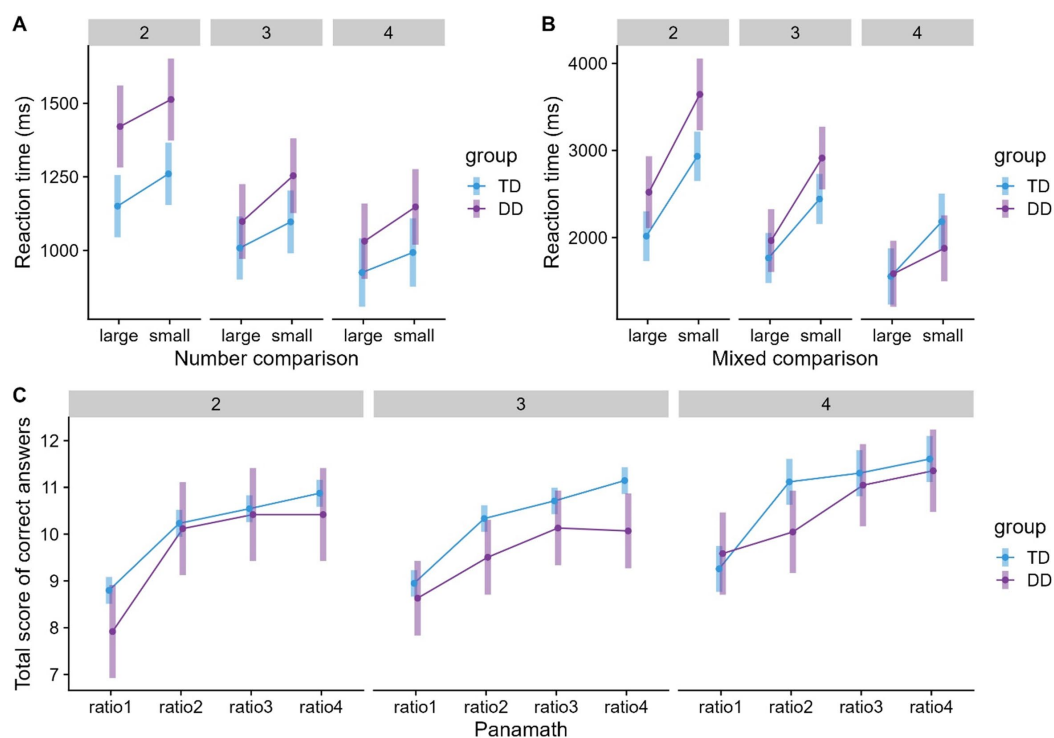 A
2 3 4
Reaction time (ms)
1500
1250
1000
large small large small large small
Number comparison
group
TD
DD
B
2 3 4
Reaction time (ms)
4000
3000
2000
large small large small large small
Mixed comparison
group
TD
DD
C
2 3 4
Total score of correct answers
12
11
10
9
8
7
ratio1 ratio2 ratio3 ratio4 ratio1 ratio2 ratio3 ratio4 ratio1 ratio2 ratio3 ratio4
Panamath
group
TD
DD